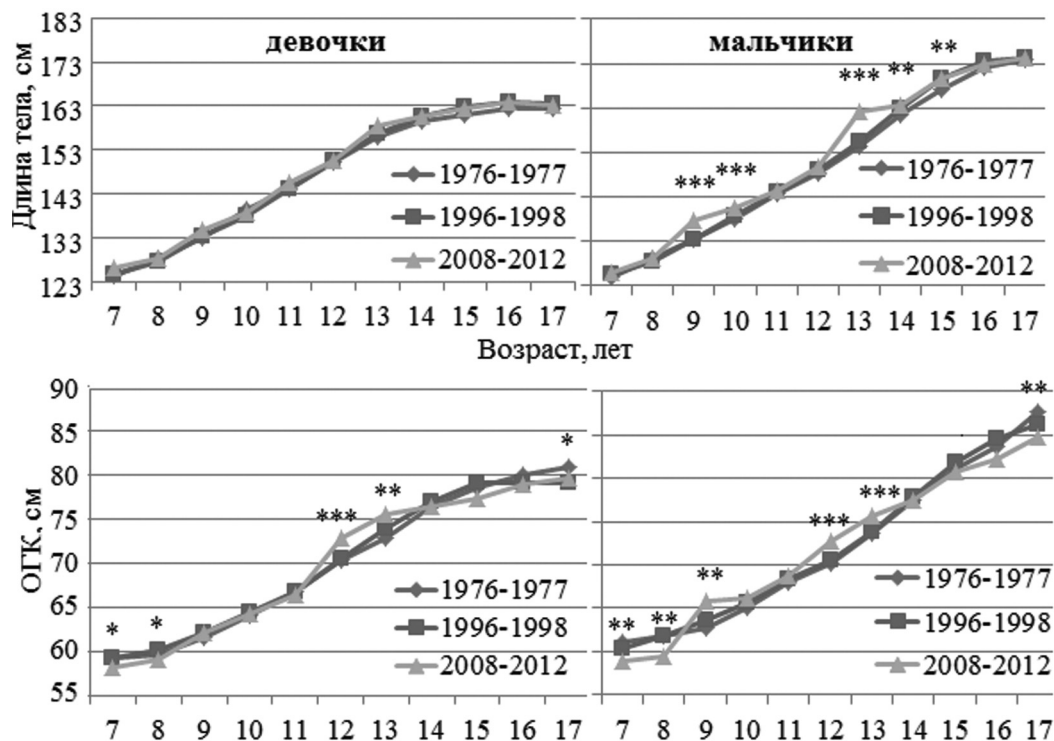 183
173
163
153
143
133
123
Длина тела, см
девочки
1976-1977
1996-1998
2008-2012
7 8 9 10 11 12 13 14 15 16 17
мальчики
*** *** *** ** **
1976-1977
1996-1998
2008-2012
7 8 9 10 11 12 13 14 15 16 17
Возраст, лет
90
85
80
75
70
65
60
55
ОГК, см
* * *** ** *
1976-1977
1996-1998
2008-2012
7 8 9 10 11 12 13 14 15 16 17
** ** ** *** *** **
1976-1977
1996-1998
2008-2012
7 8 9 10 11 12 13 14 15 16 17